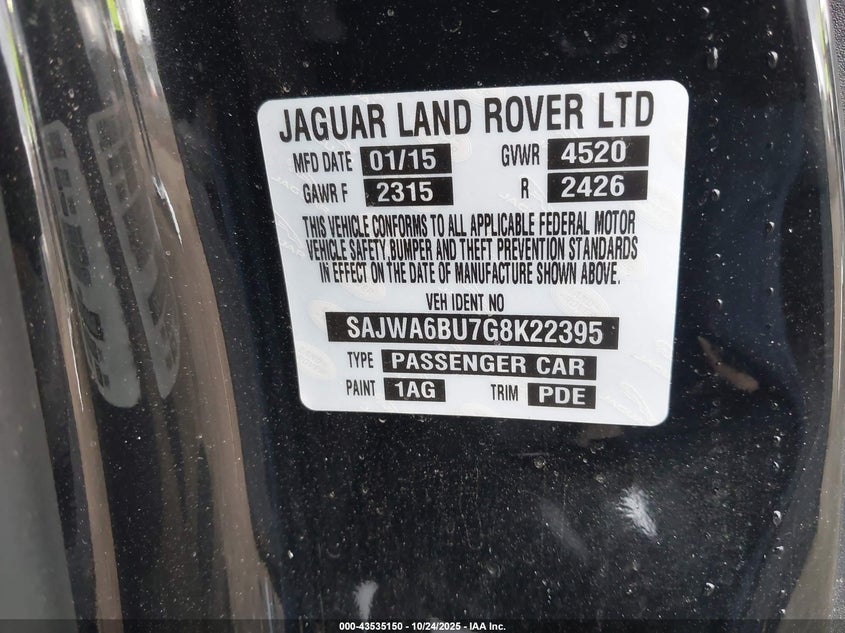 JAGUAR LAND ROVER LTD
MFD DATE 01/15 GVWR 4520
GAWR F 2315 R 2426
THIS VEHICLE CONFORMS TO ALL APPLICABLE FEDERAL MOTOR
VEHICLE SAFETY, BUMPER AND THEFT PREVENTION STANDARDS
IN EFFECT ON THE DATE OF MANUFACTURE SHOWN ABOVE.
VEH IDENT NO
SAJWA6BU7G8K22395
TYPE PASSENGER CAR
PAINT 1AG TRIM PDE
000-43535150 - 10/24/2025 - IAA Inc.